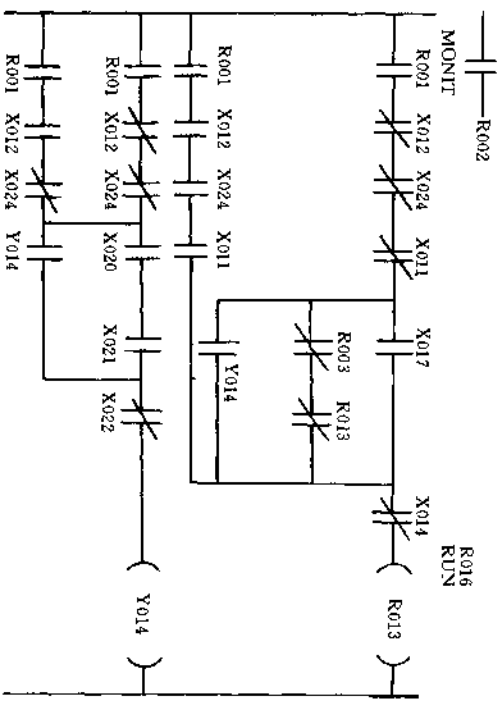 R002
MONIT
R016
RUN
R001 X012 X024 X011 X017 X014 R013
R003 R013
Y014
R001 X012 X024 X011
R001 X012 X024 X020 X021 X022 Y014
R001 X012 X024 Y014